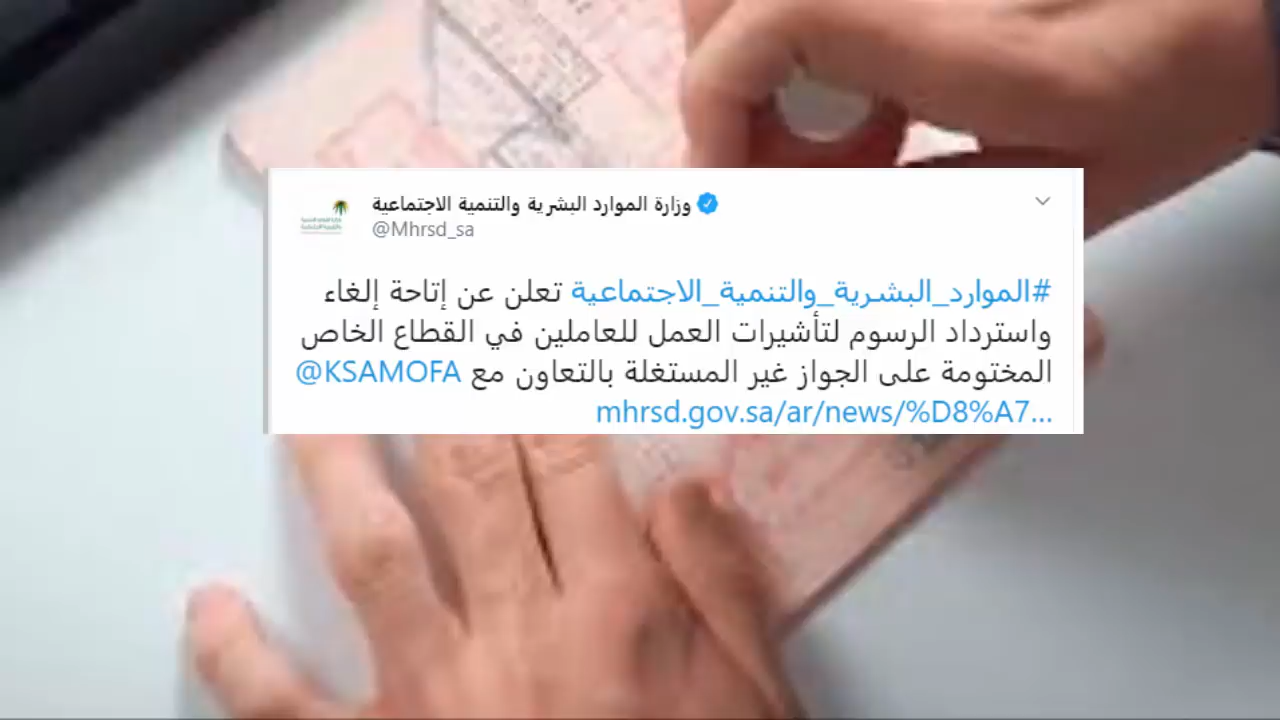 وزارة الموارد البشرية والتنمية الاجتماعية
@Mhrsd_sa
#الموارد_البشرية_والتنمية_الاجتماعية تعلن عن إتاحة إلغاء
واسترداد الرسوم لتأشيرات العمل للعاملين في القطاع الخاص
المختومة على الجواز غير المستغلة بالتعاون مع @KSAMOFA
mhrsd.gov.sa/ar/news/%D8%A7…